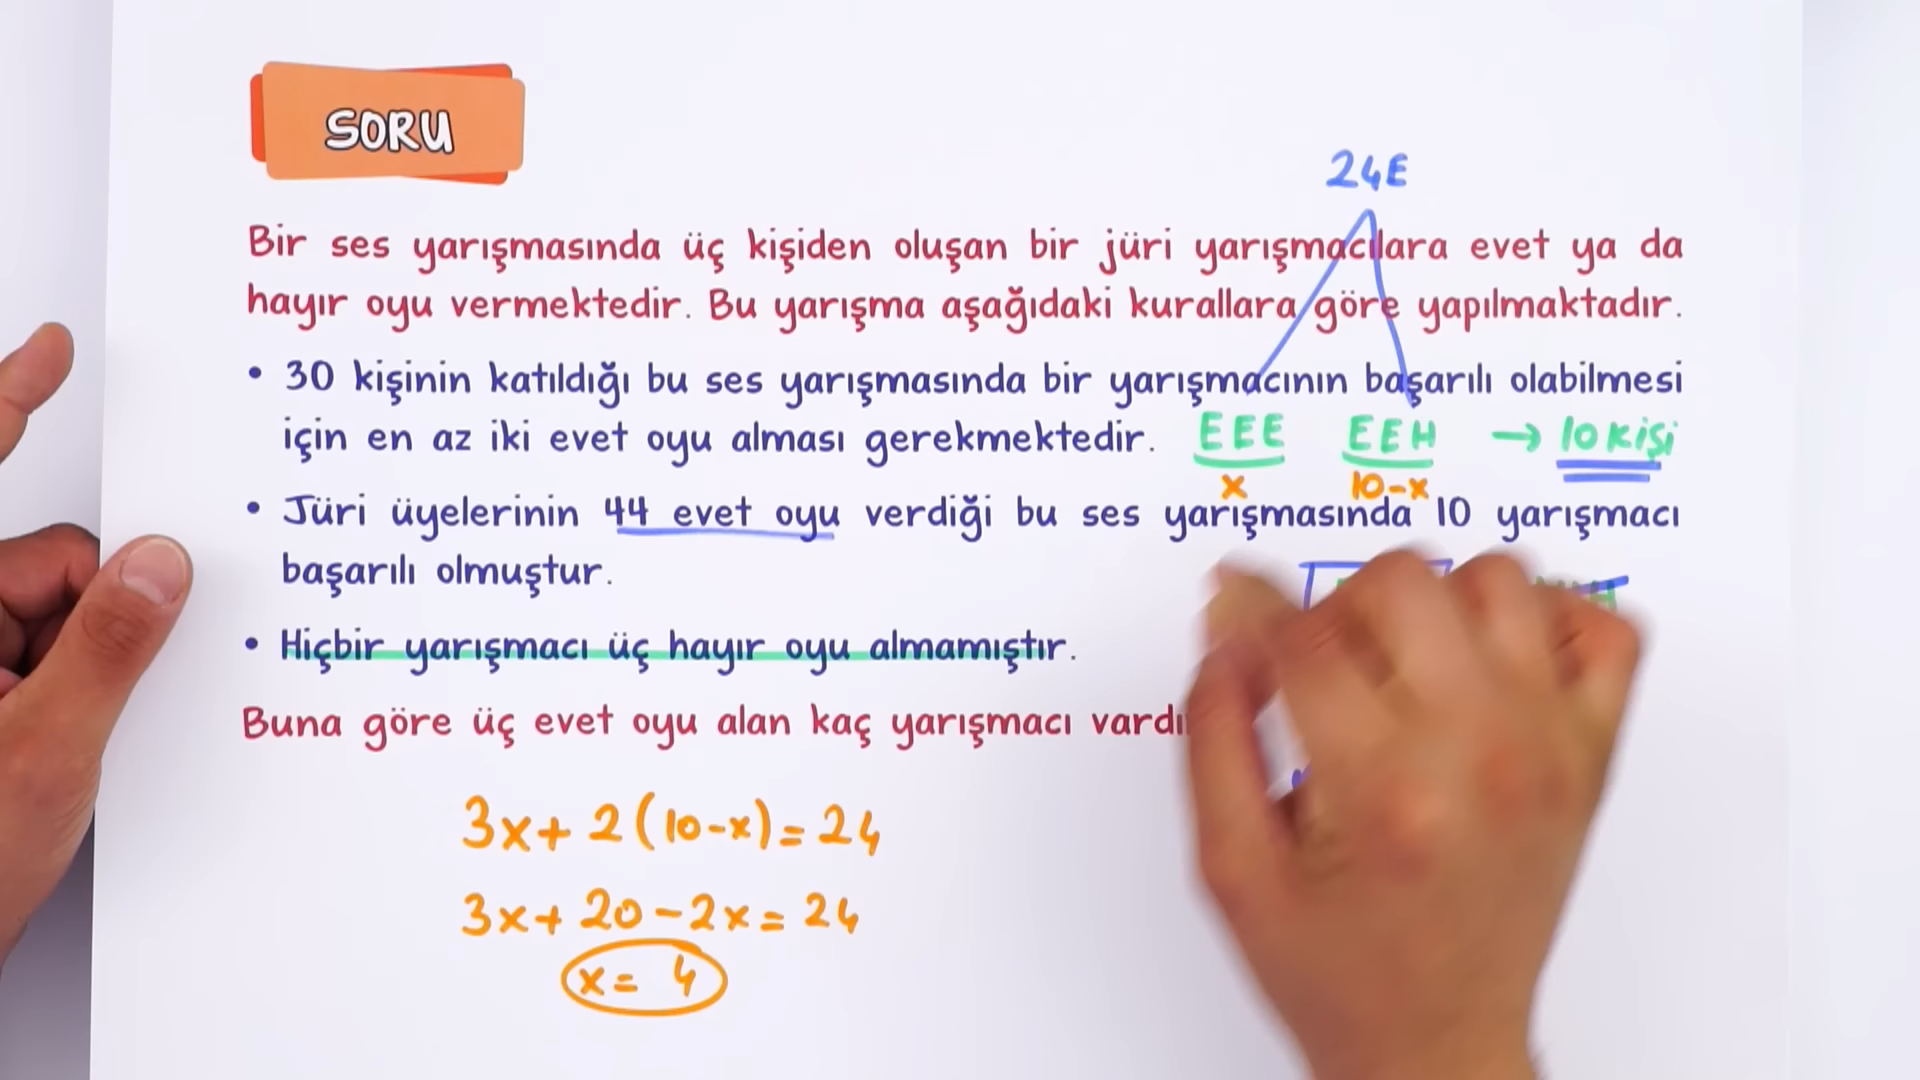 SORU
24E
Bir ses yarışmasında üç kişiden oluşan bir jüri yarışmacılara evet ya da
hayır oyu vermektedir. Bu yarışma aşağıdaki kurallara göre yapılmaktadır.
• 30 kişinin katıldığı bu ses yarışmasında bir yarışmacının başarılı olabilmesi
için en az iki evet oyu alması gerekmektedir. EEE EEH → 10 kişi
x 10-x
• Jüri üyelerinin 44 evet oyu verdiği bu ses yarışmasında 10 yarışmacı
başarılı olmuştur.
• Hiçbir yarışmacı üç hayır oyu almamıştır.
Buna göre üç evet oyu alan kaç yarışmacı
3x+ 2(10-x)= 24
3x+ 20-2x= 24
x= 4